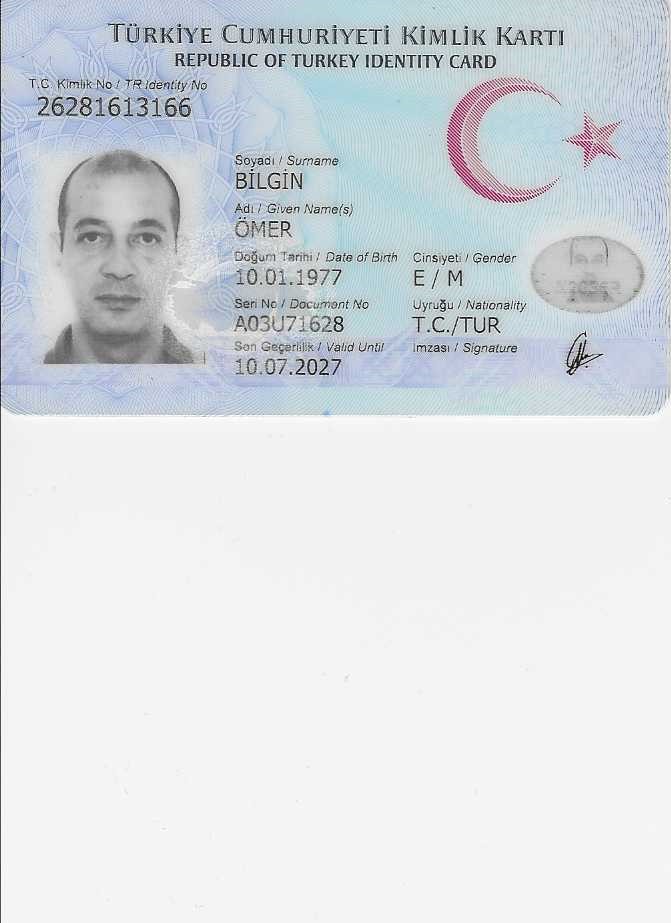 TÜRKİYE CUMHURİYETİ KİMLİK KARTI
REPUBLIC OF TURKEY IDENTITY CARD
T.C. Kimlik No / TR Identity No
26281613166
Soyadı / Surname
BİLGİN
Adı / Given Name(s)
ÖMER
Doğum Tarihi / Date of Birth Cinsiyeti / Gender
10.01.1977 E / M
Seri No / Document No Uyruğu / Nationality
A03U71628 T.C./TUR
Son Geçerlilik / Valid Until İmzası / Signature
10.07.2027